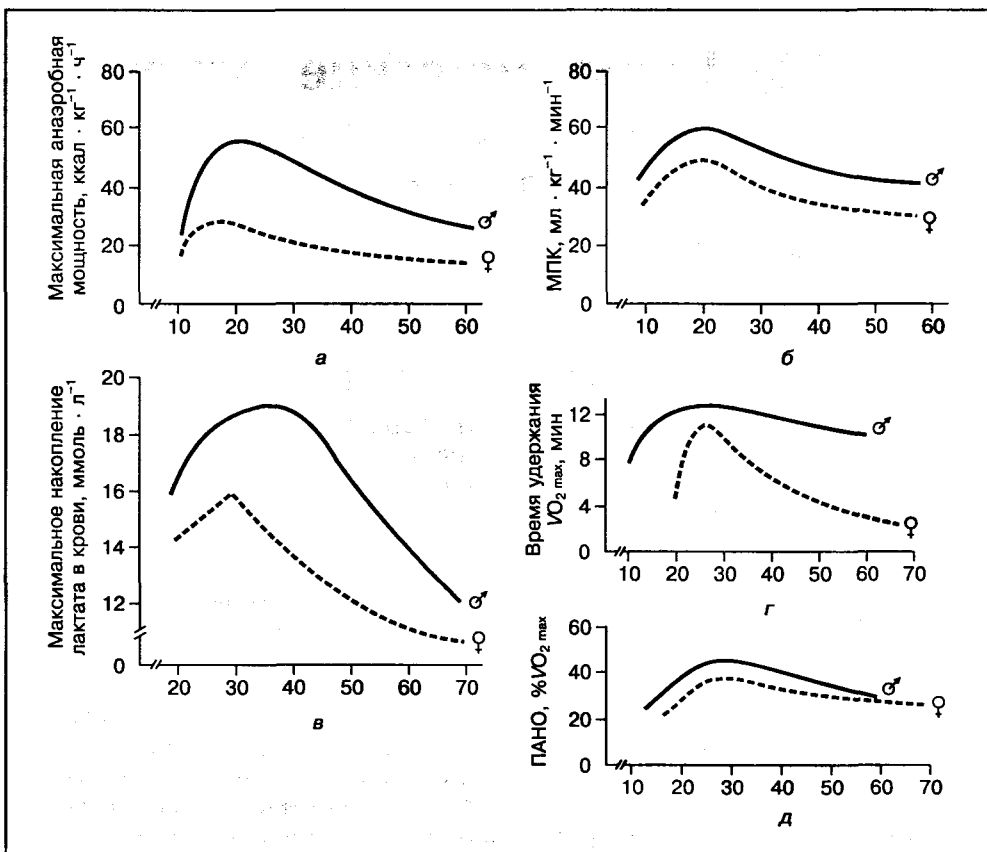 Максимальная анаэробная
мощность, ккал · кг⁻¹ · ч⁻¹
80
60
40
20
0
10 20 30 40 50 60
♂
♀
а
МПК, мл · кг⁻¹ · мин⁻¹
80
60
40
20
0
10 20 30 40 50 60
♂
♀
б
Максимальное накопление
лактата в крови, ммоль · л⁻¹
20
18
16
14
12
0
20 30 40 50 60 70
♂
♀
в
Время удержания
VO₂ max, мин
12
8
4
0
10 20 30 40 50 60 70
♂
♀
г
ПАНО, %VO₂ max
60
40
20
0
10 20 30 40 50 60 70
♂
♀
д